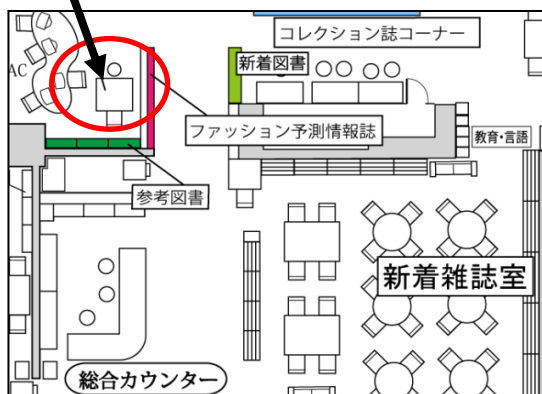 コレクション誌コーナー
AC
新着図書
ファッション予測情報誌
教育・言語
参考図書
新着雑誌室
総合カウンター